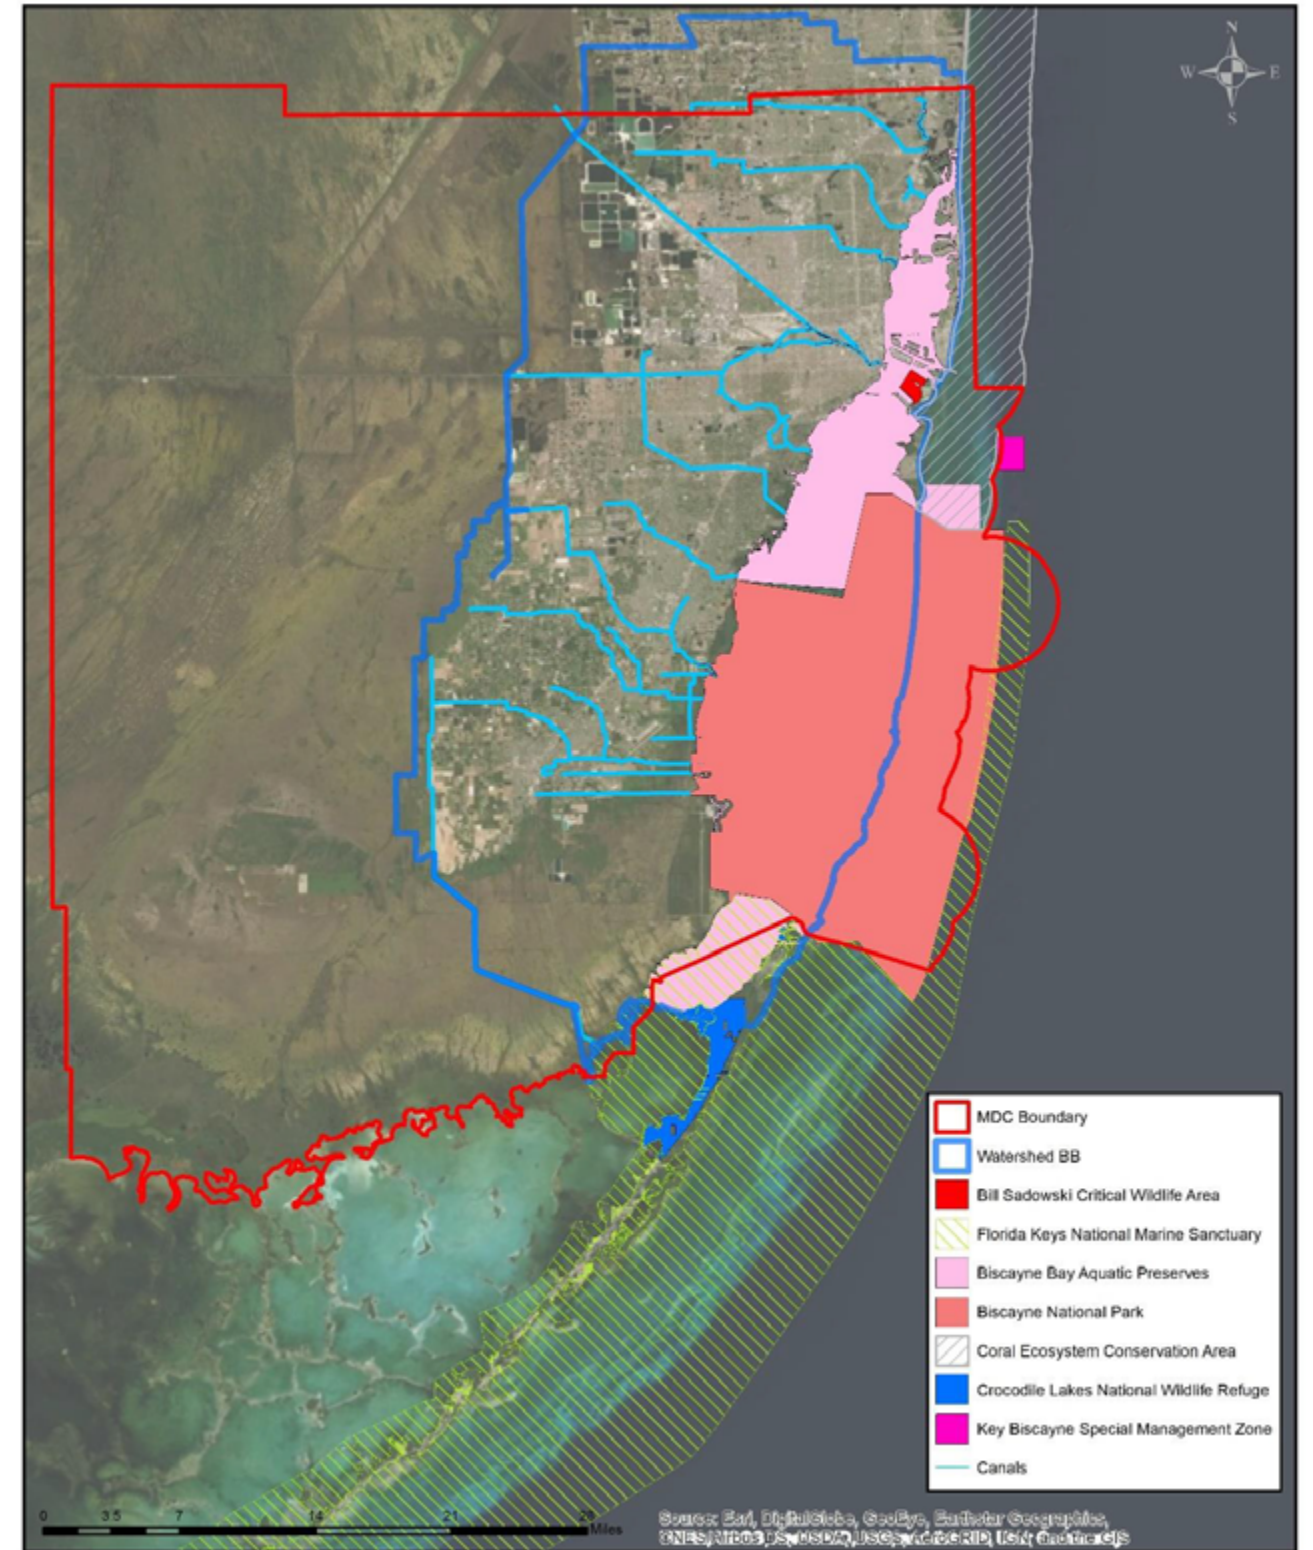 N
W E
S
MDC Boundary
Watershed BB
Bill Sadowski Critical Wildlife Area
Florida Keys National Marine Sanctuary
Biscayne Bay Aquatic Preserves
Biscayne National Park
Coral Ecosystem Conservation Area
Crocodile Lakes National Wildlife Refuge
Key Biscayne Special Management Zone
Canals
0 3.5 7 14 21 28
Miles
Source: Esri, DigitalGlobe, GeoEye, Earthstar Geographics,
CNES/Airbus DS, USDA, USGS, AeroGRID, IGN, and the GIS